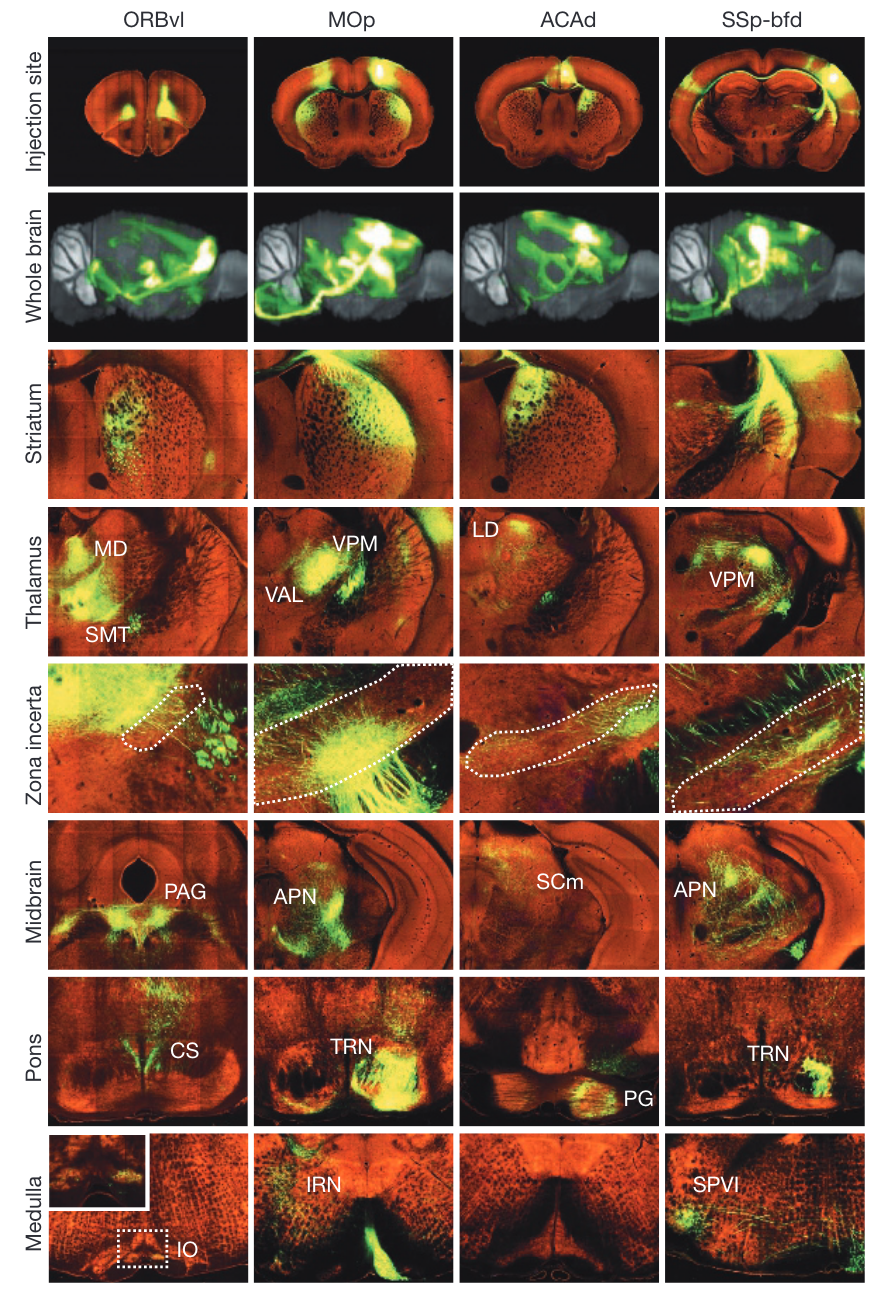 ORBvl MOp ACAd SSp-bfd
Injection site
Whole brain
Striatum
Thalamus
MD
SMT
VPM
VAL
LD
VPM
Zona incerta
Midbrain
PAG
APN
SCm
APN
Pons
CS
TRN
PG
TRN
Medulla
IO
IRN
SPVI